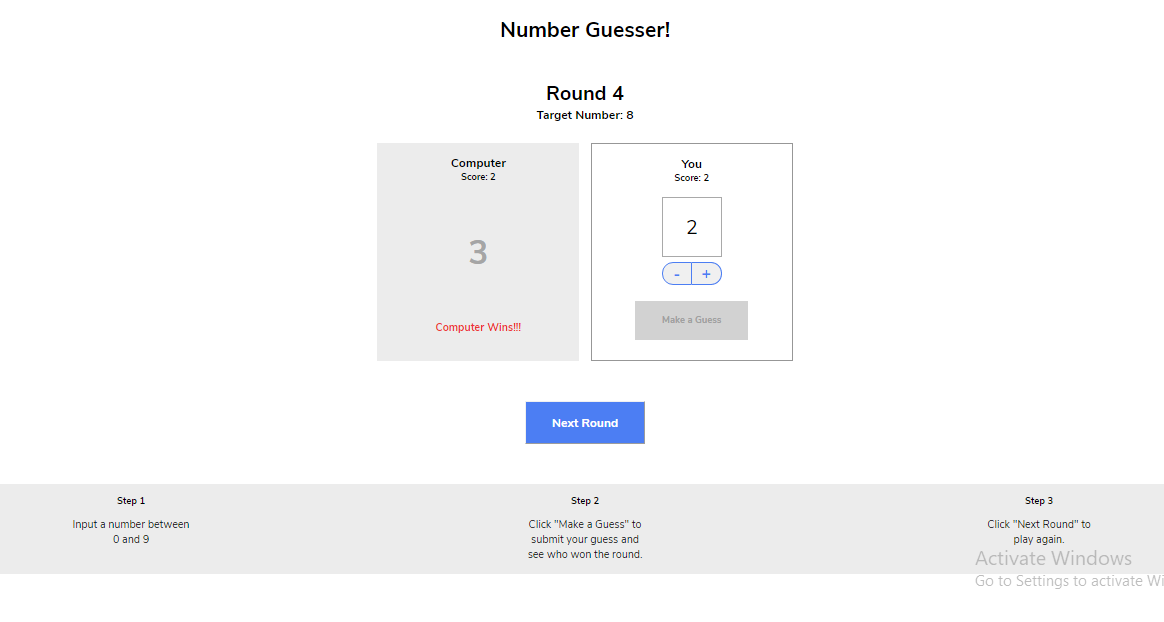 Number Guesser!
Round 4
Target Number: 8
Computer
Score: 2
3
Computer Wins!!!
You
Score: 2
2
- +
Make a Guess
Next Round
Step 1
Input a number between
0 and 9
Step 2
Click "Make a Guess" to
submit your guess and
see who won the round.
Step 3
Click "Next Round" to
play again.
Activate Windows
Go to Settings to activate Wi